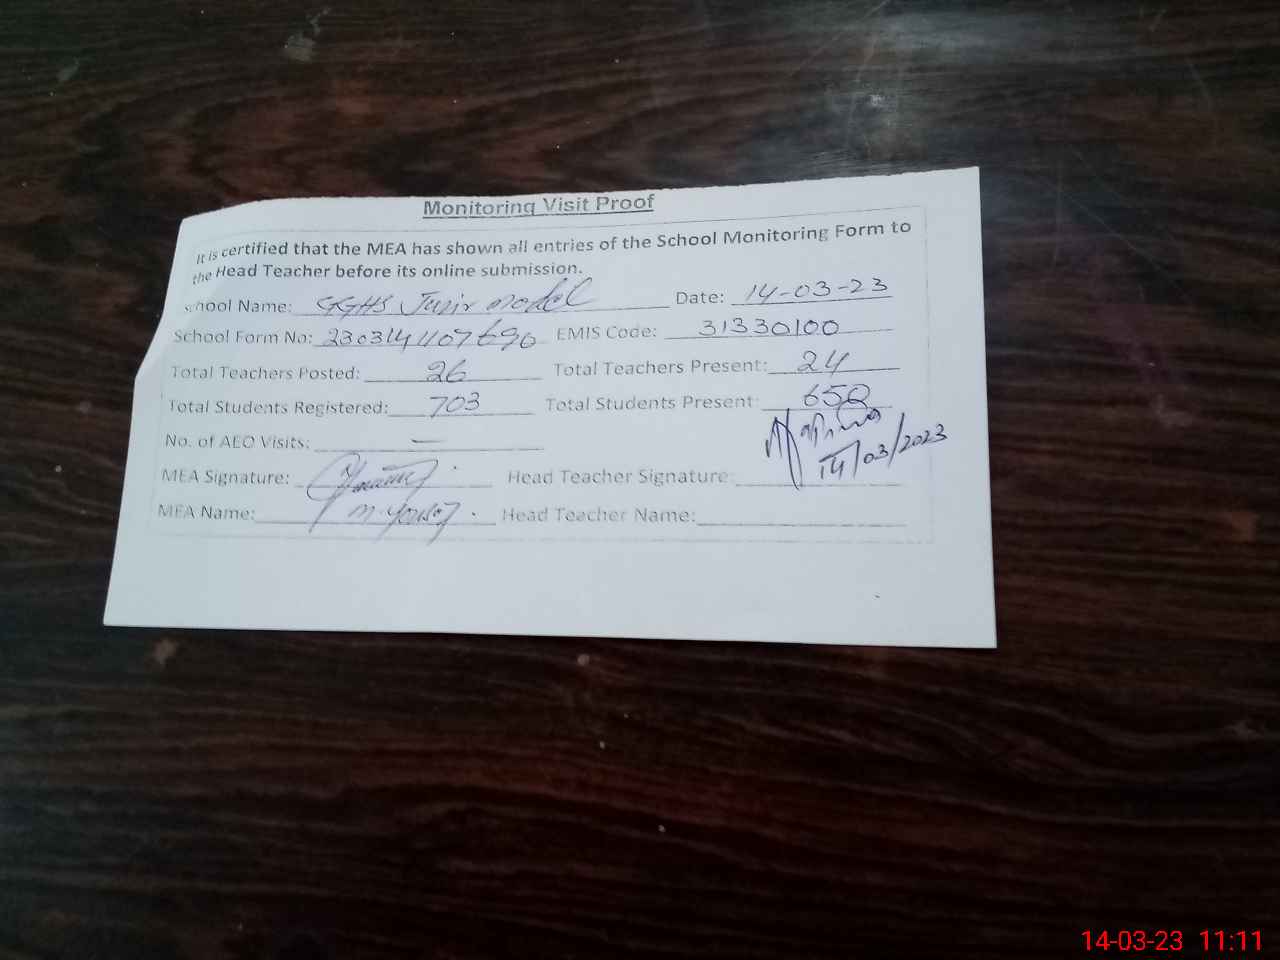 Monitoring Visit Proof
It is certified that the MEA has shown all entries of the School Monitoring Form to
the Head Teacher before its online submission.
School Name: GGHS Junir model Date: 14-03-23
School Form No: 230314407690 EMIS Code: 31330100
Total Teachers Posted: 26 Total Teachers Present: 24
Total Students Registered: 703 Total Students Present: 650
No. of AEO Visits: —
14/03/2023
MEA Signature: Head Teacher Signature:
MEA Name: M. Yousaf. Head Teacher Name:
14-03-23 11:11